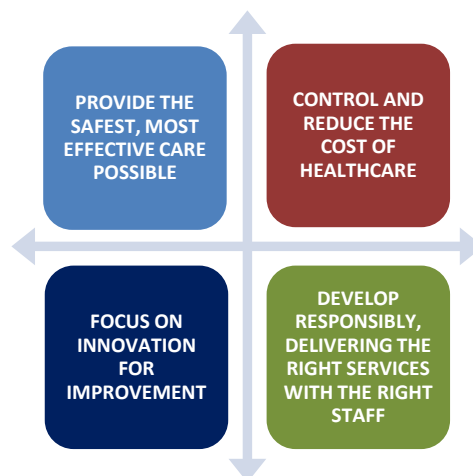 PROVIDE THE
SAFEST, MOST
EFFECTIVE CARE
POSSIBLE
CONTROL AND
REDUCE THE
COST OF
HEALTHCARE
FOCUS ON
INNOVATION
FOR
IMPROVEMENT
DEVELOP
RESPONSIBLY,
DELIVERING THE
RIGHT SERVICES
WITH THE RIGHT
STAFF